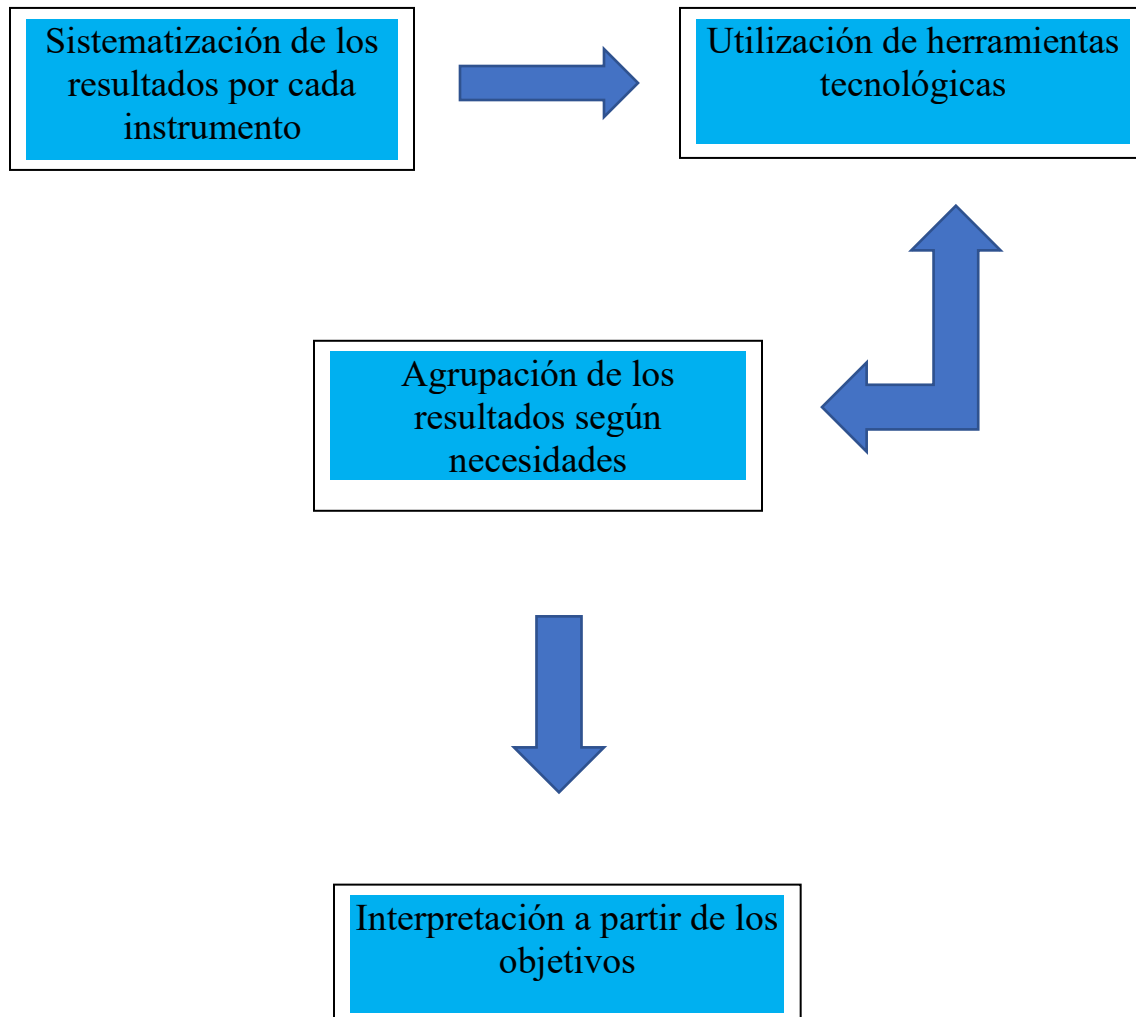 Sistematización de los
resultados por cada
instrumento
Utilización de herramientas
tecnológicas
Agrupación de los
resultados según
necesidades
Interpretación a partir de los
objetivos